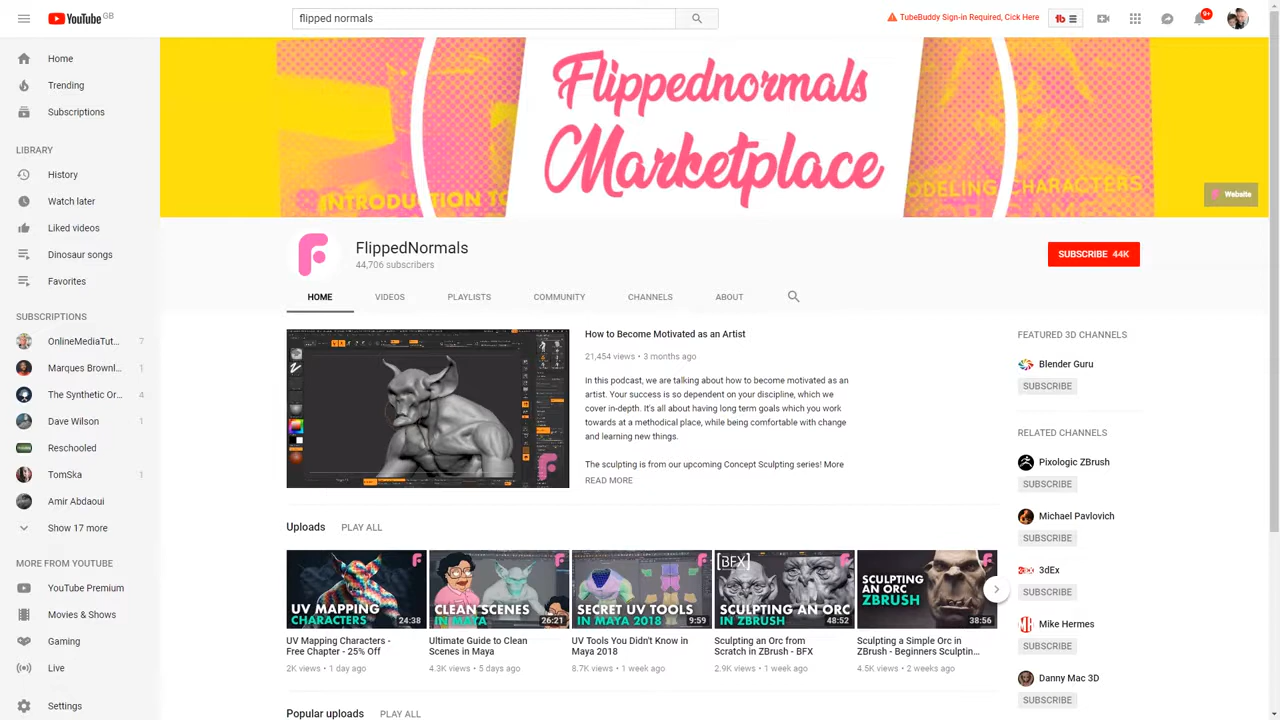 YouTube GB
flipped normals
TubeBuddy Sign-in Required, Cick Here
tb
9+
Home
Trending
Subscriptions
LIBRARY
History
Watch later
Liked videos
Dinosaur songs
Favorites
SUBSCRIPTIONS
OnlineMediaTut... 7
Marques Brownl... 1
The Synthetic Or... 4
Dave Wilson 1
Reschooled
TomSka 1
Amir Abdaoui
Show 17 more
MORE FROM YOUTUBE
YouTube Premium
Movies & Shows
Gaming
Live
Settings
Flippednormals
Marketplace
INTRODUCTION TO
ODELING CHARACTERS
Website
FlippedNormals
44,706 subscribers
SUBSCRIBE 44K
HOME VIDEOS PLAYLISTS COMMUNITY CHANNELS ABOUT
How to Become Motivated as an Artist
21,454 views • 3 months ago
In this podcast, we are talking about how to become motivated as an
artist. Your success is so dependent on your discipline, which we
cover in-depth. It's all about having long term goals which you work
towards at a methodical place, while being comfortable with change
and learning new things.
The sculpting is from our upcoming Concept Sculpting series! More
READ MORE
Uploads PLAY ALL
UV MAPPING
CHARACTERS 24:38
UV Mapping Characters -
Free Chapter - 25% Off
2K views • 1 day ago
CLEAN SCENES
IN MAYA 26:21
Ultimate Guide to Clean
Scenes in Maya
4.3K views • 5 days ago
SECRET UV TOOLS
IN MAYA 2018 9:59
UV Tools You Didn't Know in
Maya 2018
8.7K views • 1 week ago
[BFX]
SCULPTING AN ORC
IN ZBRUSH 48:52
Sculpting an Orc from
Scratch in ZBrush - BFX
2.9K views • 1 week ago
SCULPTING
AN ORC
ZBRUSH
38:56
Sculpting a Simple Orc in
ZBrush - Beginners Sculptin...
4.5K views • 2 weeks ago
Popular uploads PLAY ALL
FEATURED 3D CHANNELS
Blender Guru
SUBSCRIBE
RELATED CHANNELS
Pixologic ZBrush
SUBSCRIBE
Michael Pavlovich
SUBSCRIBE
3dEx
SUBSCRIBE
Mike Hermes
SUBSCRIBE
Danny Mac 3D
SUBSCRIBE